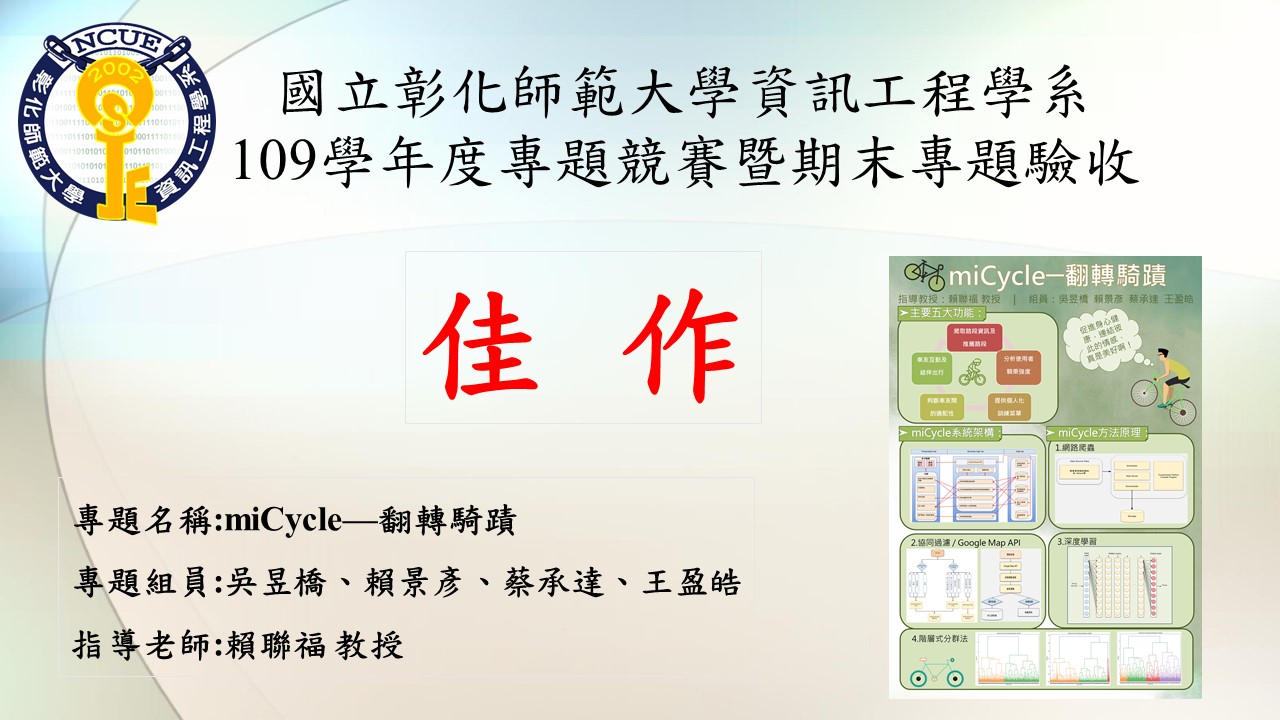 NCUE
2002
彰化師範大學
資訊工程學系
國立彰化師範大學資訊工程學系
109學年度專題競賽暨期末專題驗收
佳 作
專題名稱:miCycle—翻轉騎蹟
專題組員:吳昱橋、賴景彥、蔡承達、王盈皓
指導老師:賴聯福 教授
miCycle─翻轉騎蹟
指導教授：賴聯福 教授 | 組員：吳昱橋 賴景彥 蔡承達 王盈皓
➤主要五大功能：
爬取路段資訊及
推薦路段
車友互動及
結伴出行
分析使用者
騎乘強度
判斷車友間
的適配性
提供個人化
訓練菜單
促進身心健
康、連結彼
此的情感、
真是美好啊！
➤ miCycle系統架構：
➤ miCycle方法原理：
1.網路爬蟲
2.協同過濾 / Google Map API
3.深度學習
4.階層式分群法